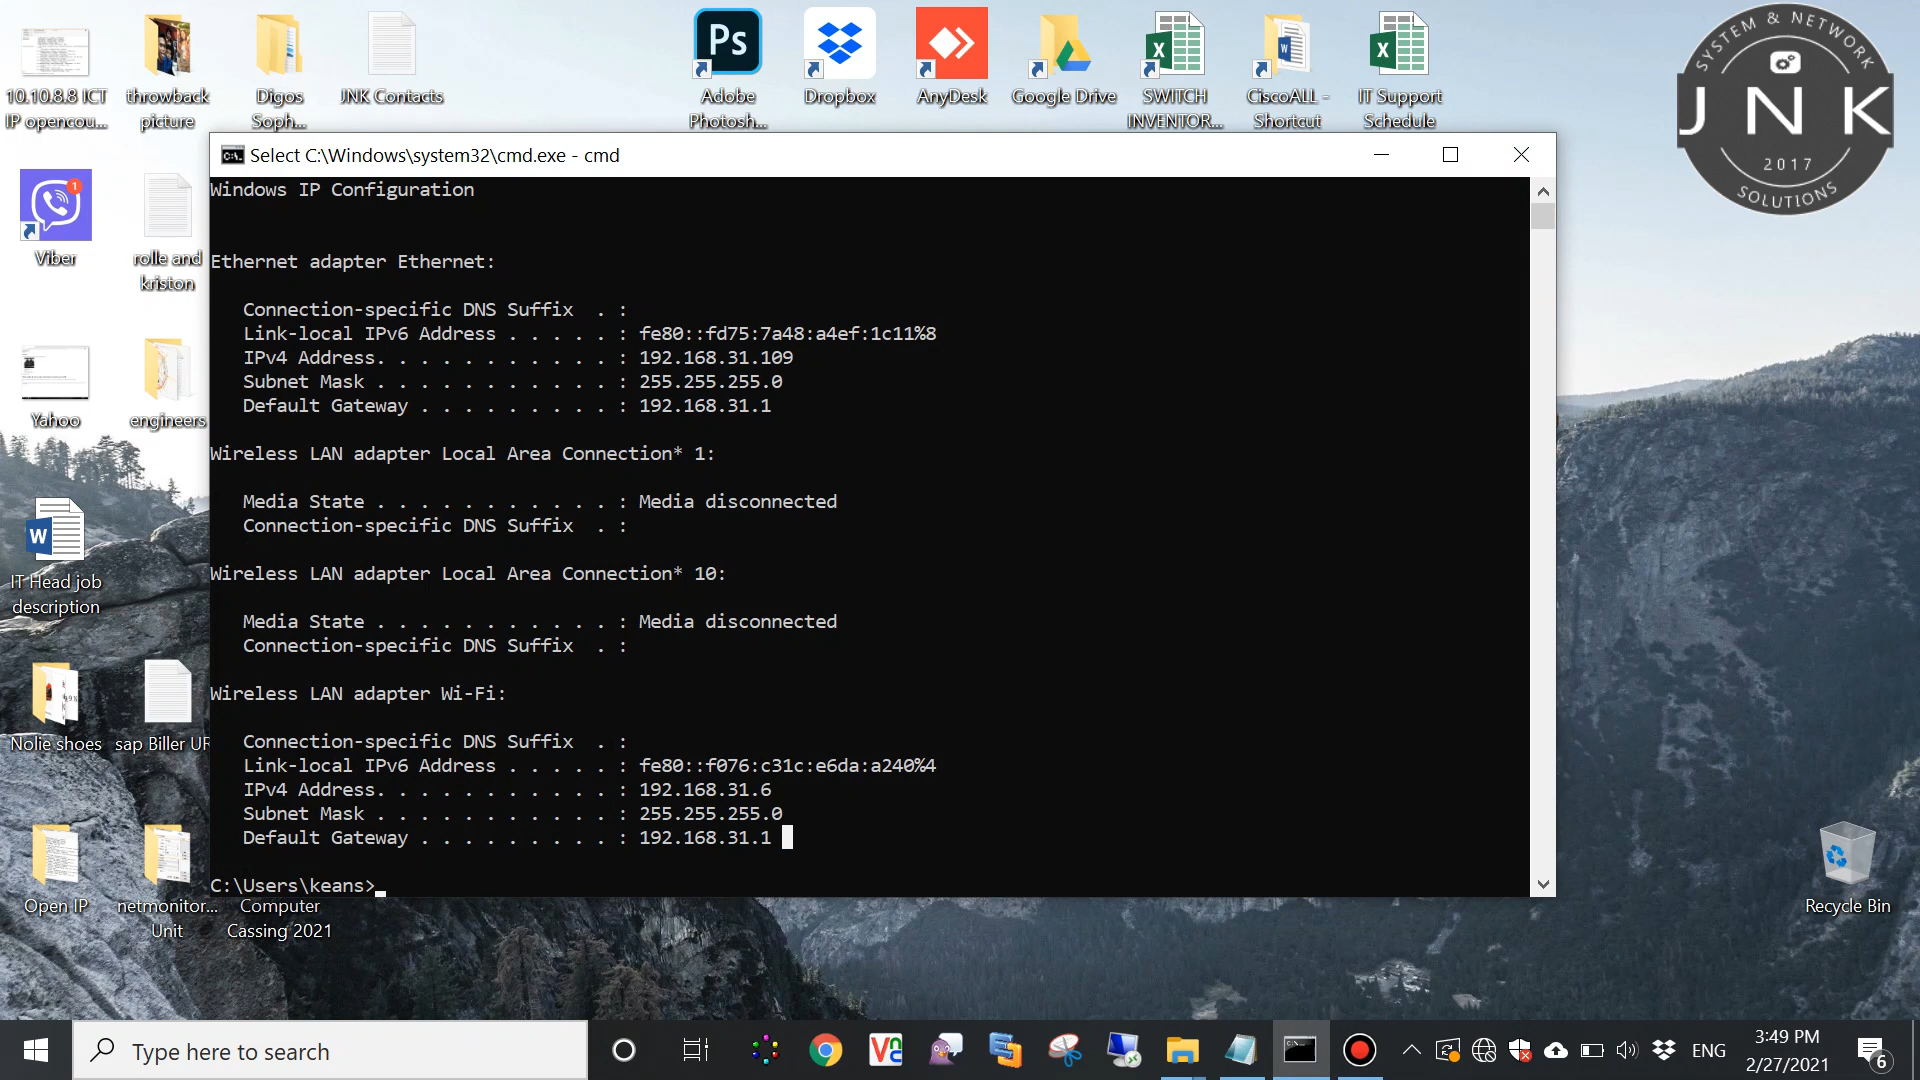 10.10.8.8 ICT
IP opencou...
throwback
picture
Digos
Soph...
JNK Contacts
Ps
Adobe
Photosh...
Dropbox
AnyDesk
Google Drive
SWITCH
INVENTOR...
CiscoALL -
Shortcut
IT Support
Schedule
SYSTEM & NETWORK
JNK
2017
SOLUTIONS
1
Viber
rolle and
kriston
Yahoo
engineers
IT Head job
description
Nolie shoes
sap Biller UR
Open IP
netmonitor...
Unit
Computer
Cassing 2021
Recycle Bin
Select C:\Windows\system32\cmd.exe - cmd
Windows IP Configuration
Ethernet adapter Ethernet:
Connection-specific DNS Suffix  . :
Link-local IPv6 Address . . . . . : fe80::fd75:7a48:a4ef:1c11%8
IPv4 Address. . . . . . . . . . . : 192.168.31.109
Subnet Mask . . . . . . . . . . . : 255.255.255.0
Default Gateway . . . . . . . . . : 192.168.31.1
Wireless LAN adapter Local Area Connection* 1:
Media State . . . . . . . . . . . : Media disconnected
Connection-specific DNS Suffix  . :
Wireless LAN adapter Local Area Connection* 10:
Media State . . . . . . . . . . . : Media disconnected
Connection-specific DNS Suffix  . :
Wireless LAN adapter Wi-Fi:
Connection-specific DNS Suffix  . :
Link-local IPv6 Address . . . . . : fe80::f076:c31c:e6da:a240%4
IPv4 Address. . . . . . . . . . . : 192.168.31.6
Subnet Mask . . . . . . . . . . . : 255.255.255.0
Default Gateway . . . . . . . . . : 192.168.31.1
C:\Users\keans>
Type here to search
ENG
3:49 PM
2/27/2021
6